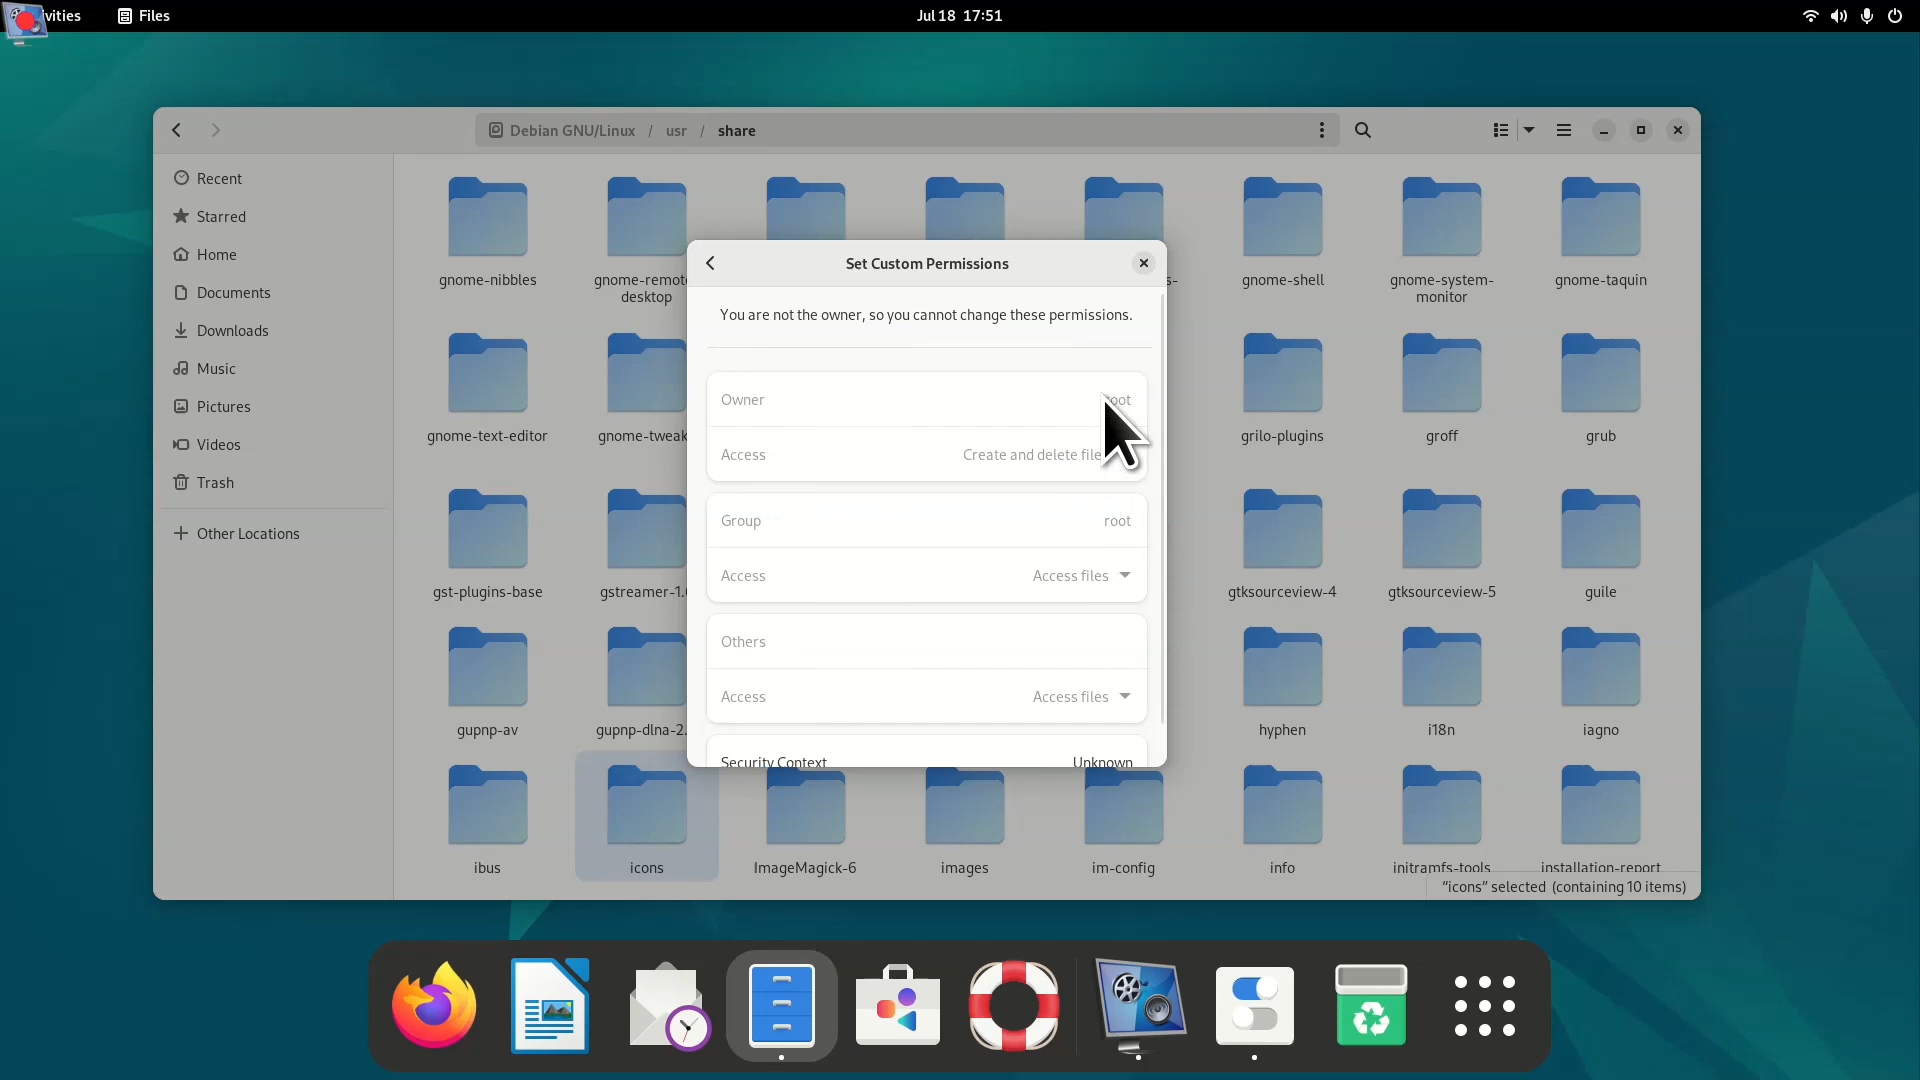 vities
Files
Jul 18 17:51
Debian GNU/Linux / usr / share
Recent
Starred
Home
Documents
Downloads
Music
Pictures
Videos
Trash
Other Locations
gnome-nibbles
gnome-remote-
desktop
s-
gnome-shell
gnome-system-
monitor
gnome-taquin
gnome-text-editor
gnome-tweak
grilo-plugins
groff
grub
gst-plugins-base
gstreamer-1.
gtksourceview-4
gtksourceview-5
guile
gupnp-av
gupnp-dlna-2.
hyphen
i18n
iagno
ibus
icons
ImageMagick-6
images
im-config
info
initramfs-tools
installation-report
"icons" selected (containing 10 items)
Set Custom Permissions
You are not the owner, so you cannot change these permissions.
Owner
oot
Access
Create and delete file
Group
root
Access
Access files
Others
Access
Access files
Security Context
Unknown